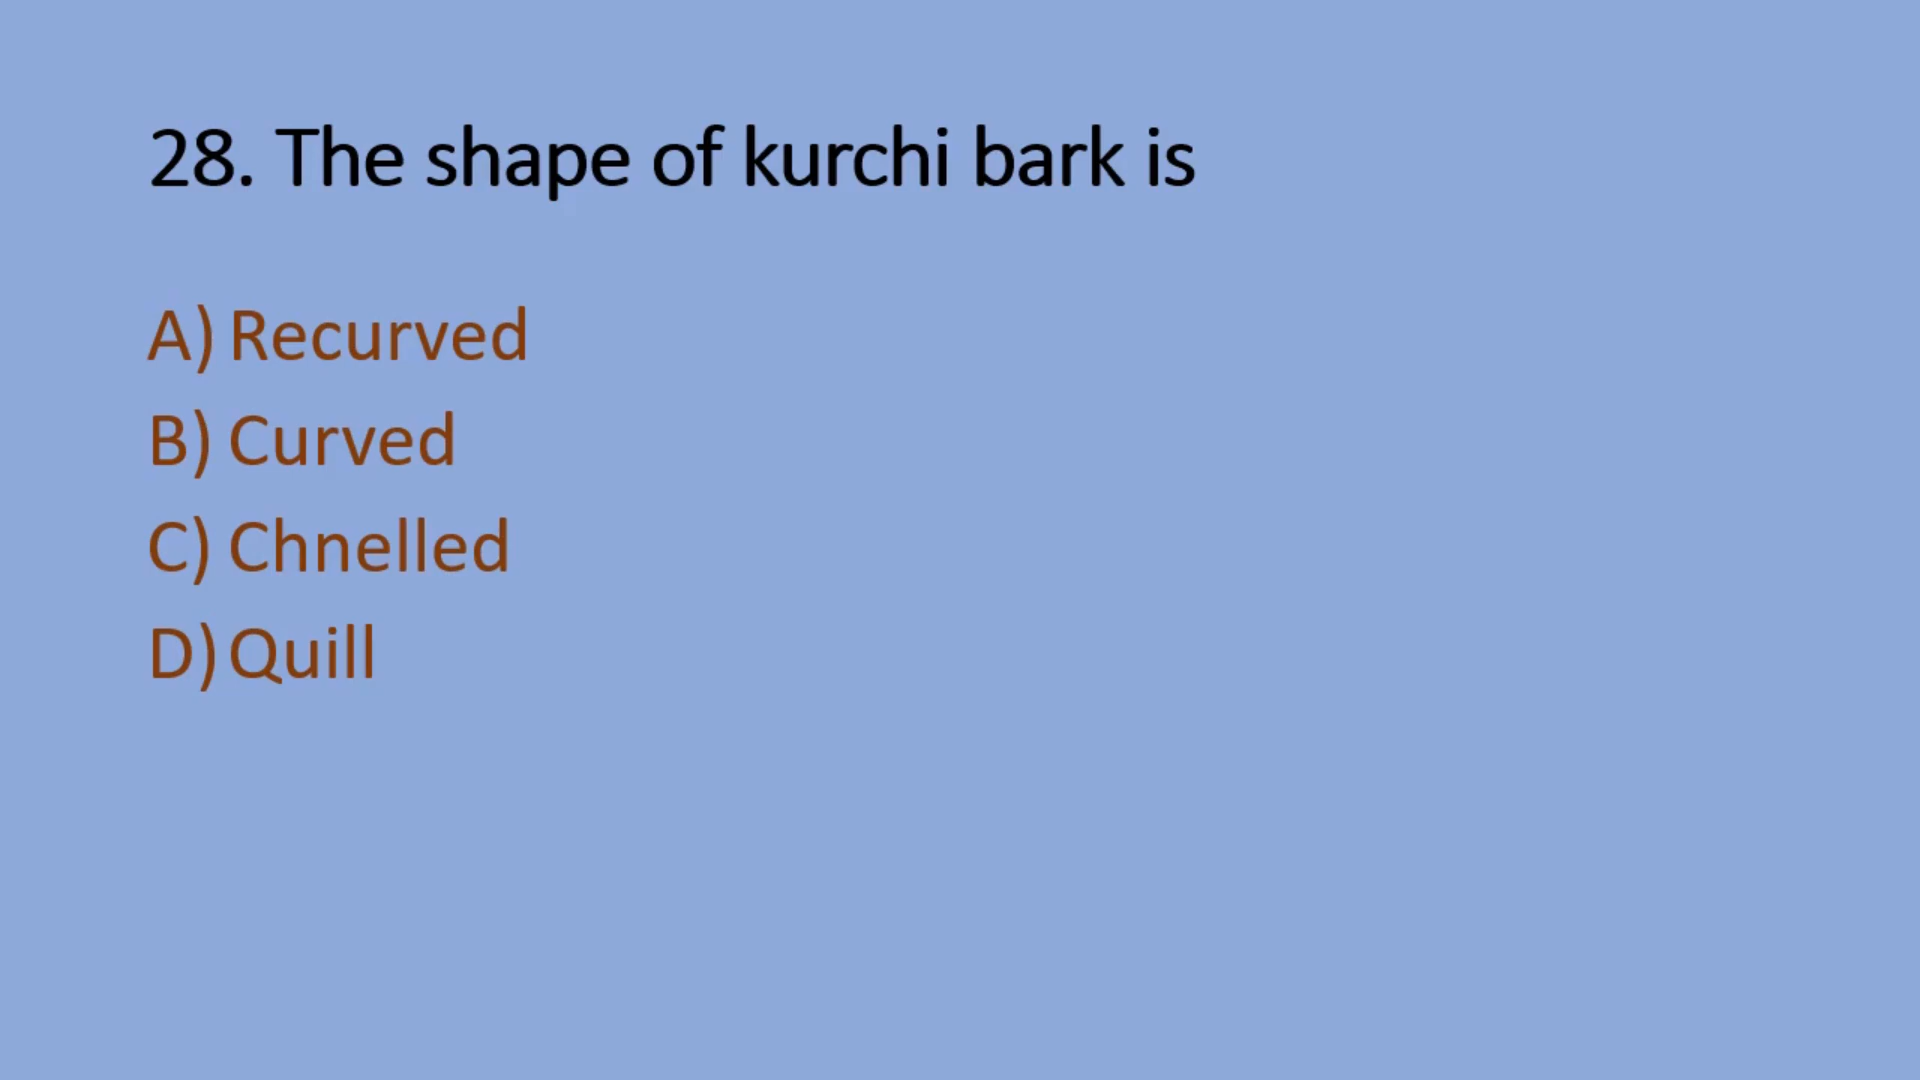 28. The shape of kurchi bark is
A) Recurved
B) Curved
C) Chnelled
D) Quill